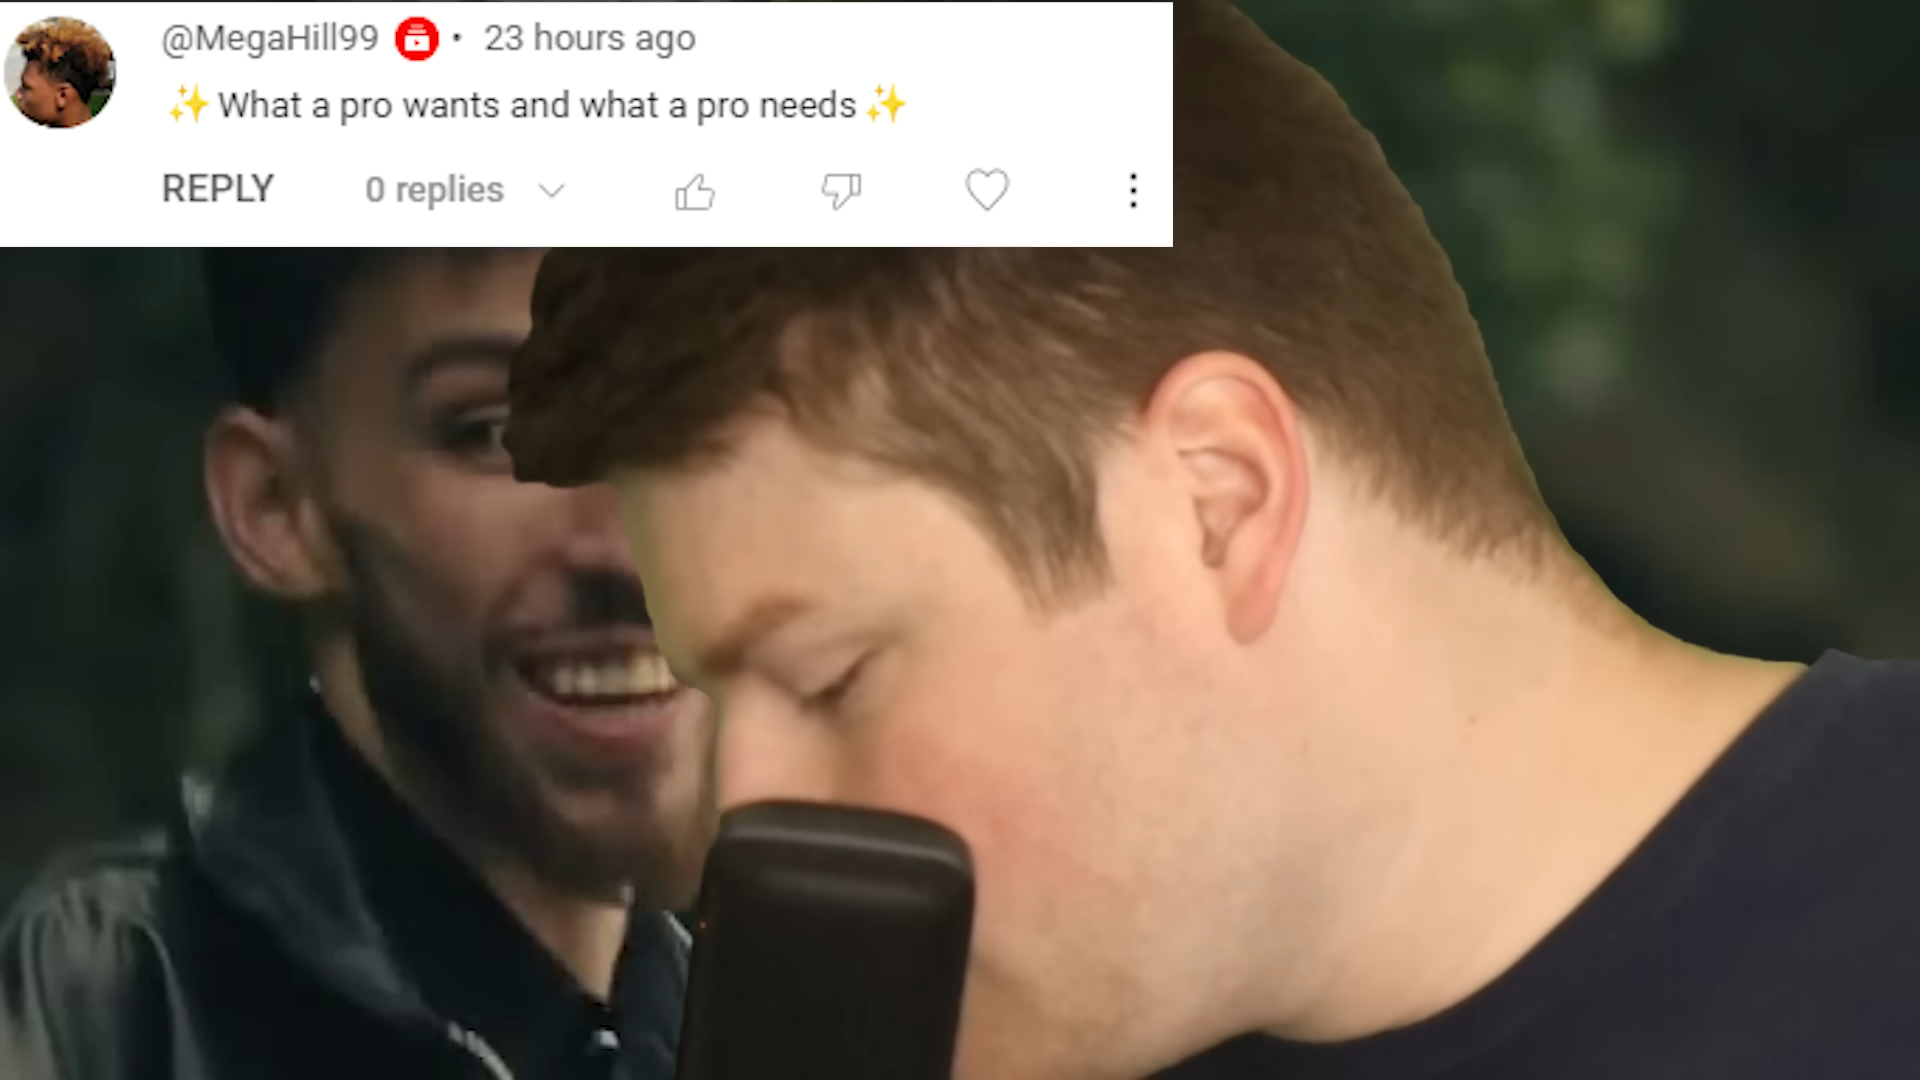 @MegaHill99 • 23 hours ago
✨ What a pro wants and what a pro needs ✨
REPLY 0 replies